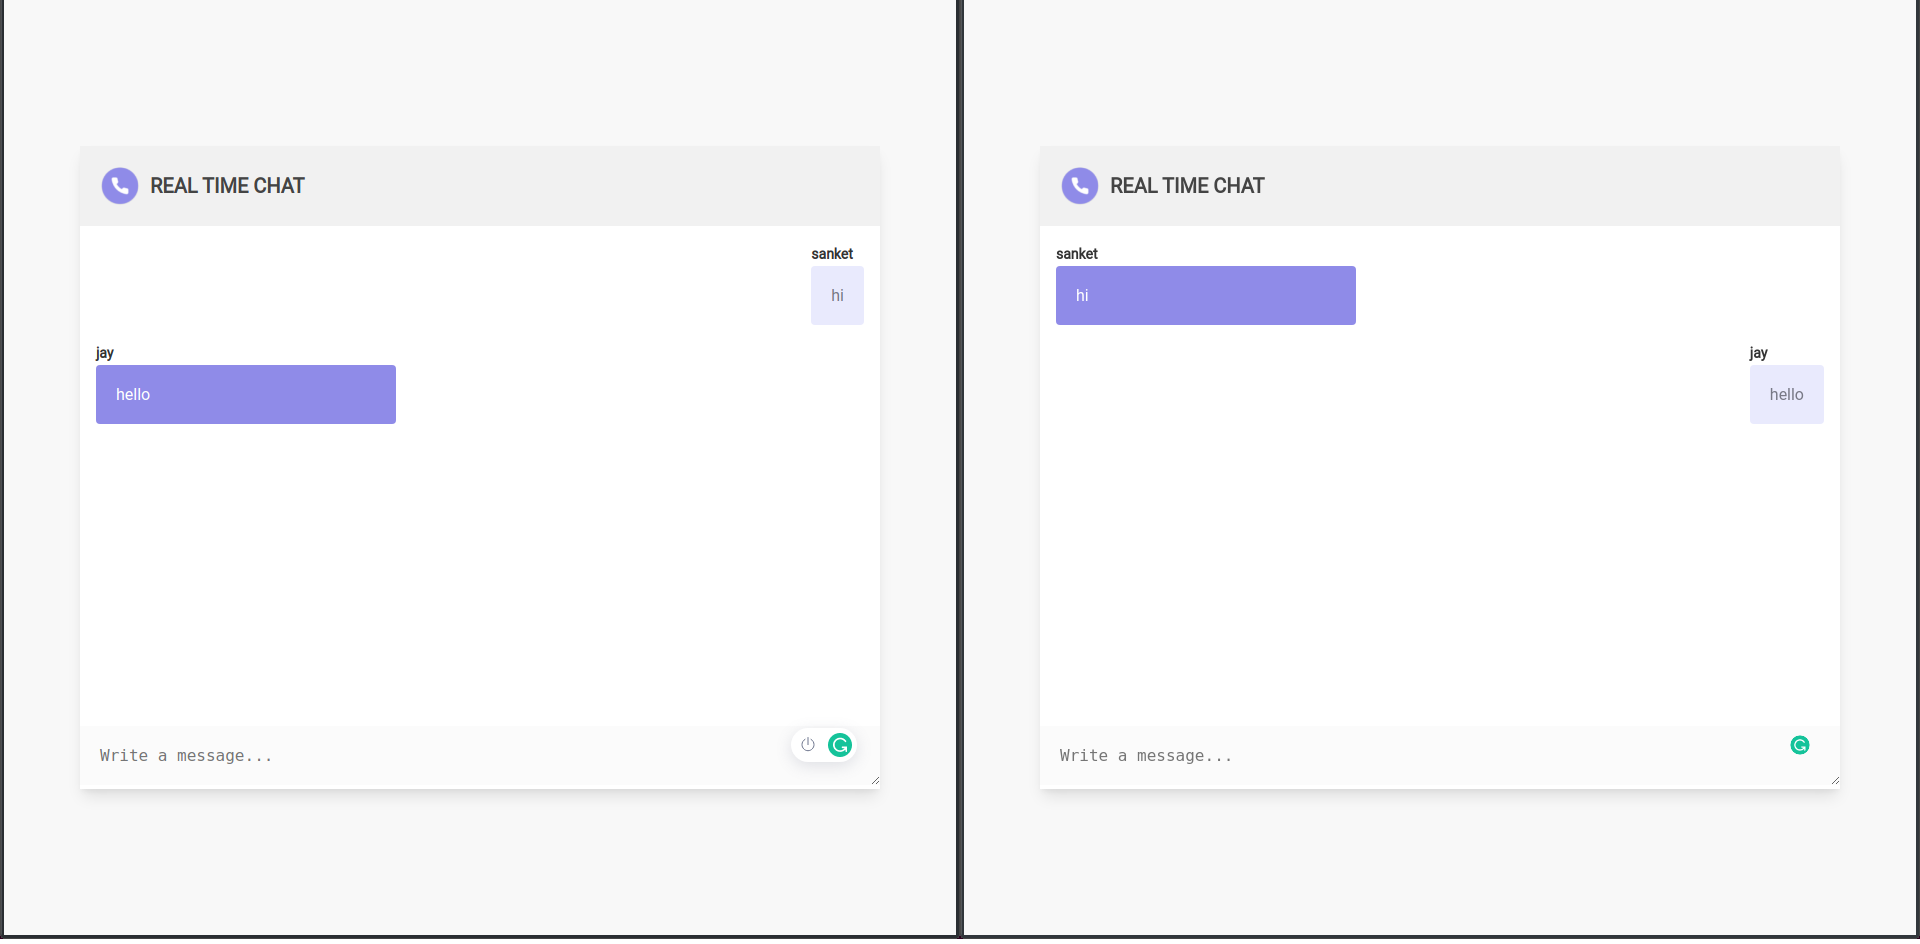 REAL TIME CHAT
sanket
hi
jay
hello
Write a message...
REAL TIME CHAT
sanket
hi
jay
hello
Write a message...